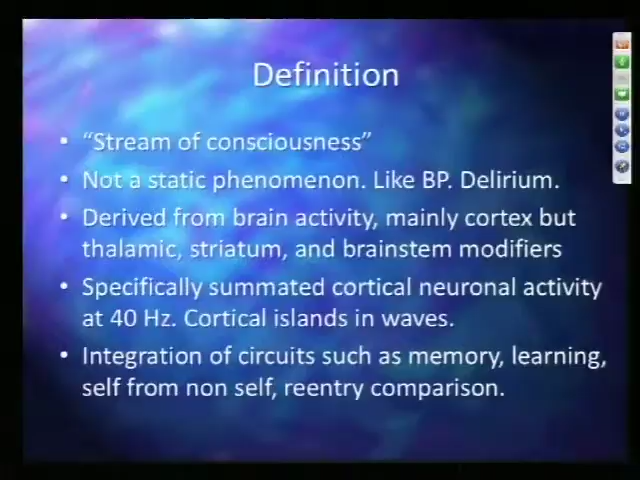 Definition
• “Stream of consciousness”
• Not a static phenomenon. Like BP. Delirium.
• Derived from brain activity, mainly cortex but
thalamic, striatum, and brainstem modifiers
• Specifically summated cortical neuronal activity
at 40 Hz. Cortical islands in waves.
• Integration of circuits such as memory, learning,
self from non self, reentry comparison.